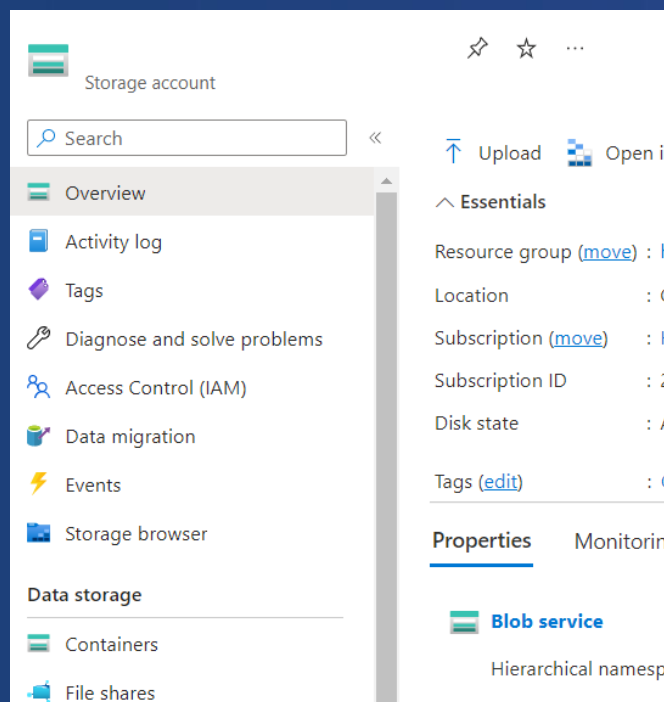 Storage account
Search
Overview
Activity log
Tags
Diagnose and solve problems
Access Control (IAM)
Data migration
Events
Storage browser
Data storage
Containers
File shares
Upload
Open i
Essentials
Resource group (move) :
Location :
Subscription (move) :
Subscription ID : 2
Disk state : A
Tags (edit) :
Properties Monitorin
Blob service
Hierarchical namesp